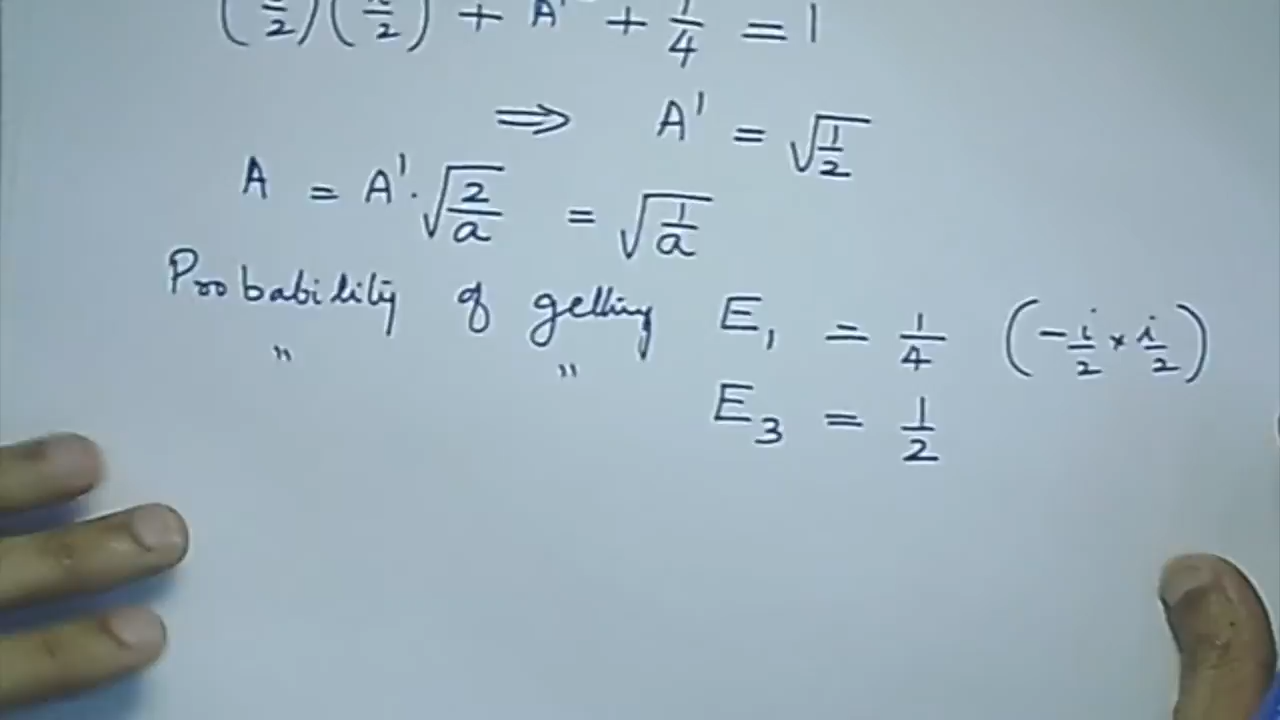 (i/2)(i/2) + A' + 1/4 = 1
⇒ A' = √(1/2)
A = A'·√(2/a) = √(1/a)
Probability of getting E₁ = 1/4 (-i/2 × i/2)
" " E₃ = 1/2